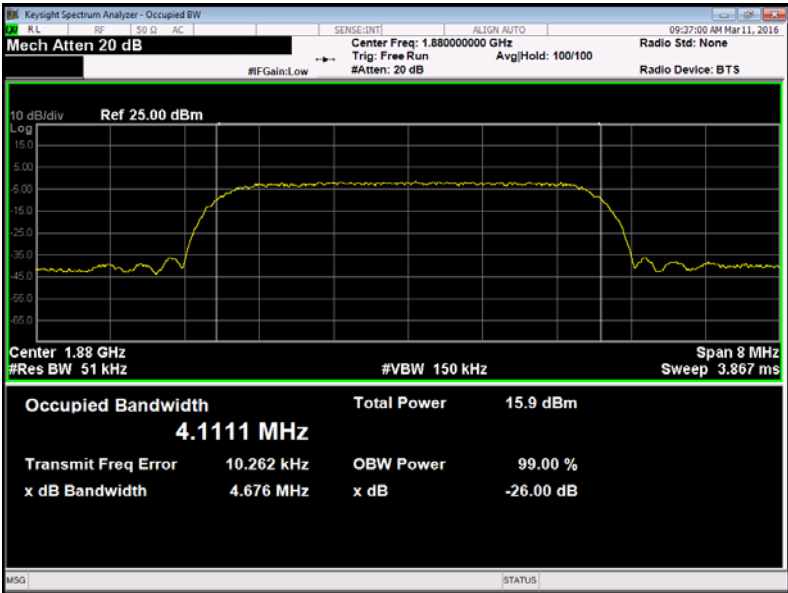 Keysight Spectrum Analyzer - Occupied BW
RL RF 50 Ω AC SENSE:INT ALIGN AUTO 09:37:00 AM Mar 11, 2016
Mech Atten 20 dB
Center Freq: 1.880000000 GHz Radio Std: None
Trig: Free Run Avg|Hold: 100/100
#IFGain:Low #Atten: 20 dB Radio Device: BTS
10 dB/div Ref 25.00 dBm
Log
15.0
5.00
-5.00
-15.0
-25.0
-35.0
-45.0
-55.0
-65.0
Center 1.88 GHz Span 8 MHz
#Res BW 51 kHz #VBW 150 kHz Sweep 3.867 ms
Occupied Bandwidth Total Power 15.9 dBm
4.1111 MHz
Transmit Freq Error 10.262 kHz OBW Power 99.00 %
x dB Bandwidth 4.676 MHz x dB -26.00 dB
MSG STATUS